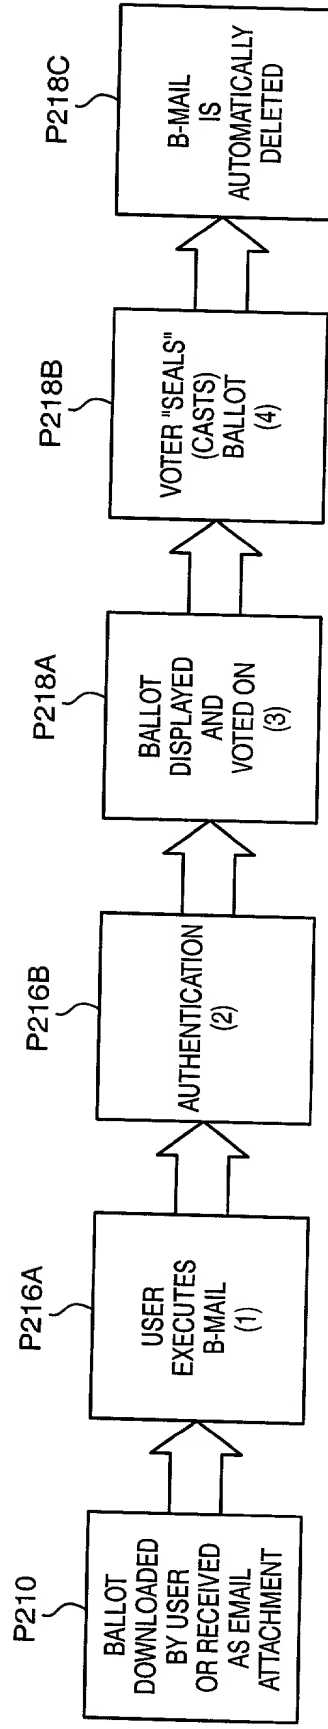 P210
BALLOT
DOWNLOADED
BY USER
OR RECEIVED
AS EMAIL
ATTACHMENT
P216A
USER
EXECUTES
B-MAIL
(1)
P216B
AUTHENTICATION
(2)
P218A
BALLOT
DISPLAYED
AND
VOTED ON
(3)
P218B
VOTER "SEALS"
(CASTS)
BALLOT
(4)
P218C
B-MAIL
IS
AUTOMATICALLY
DELETED